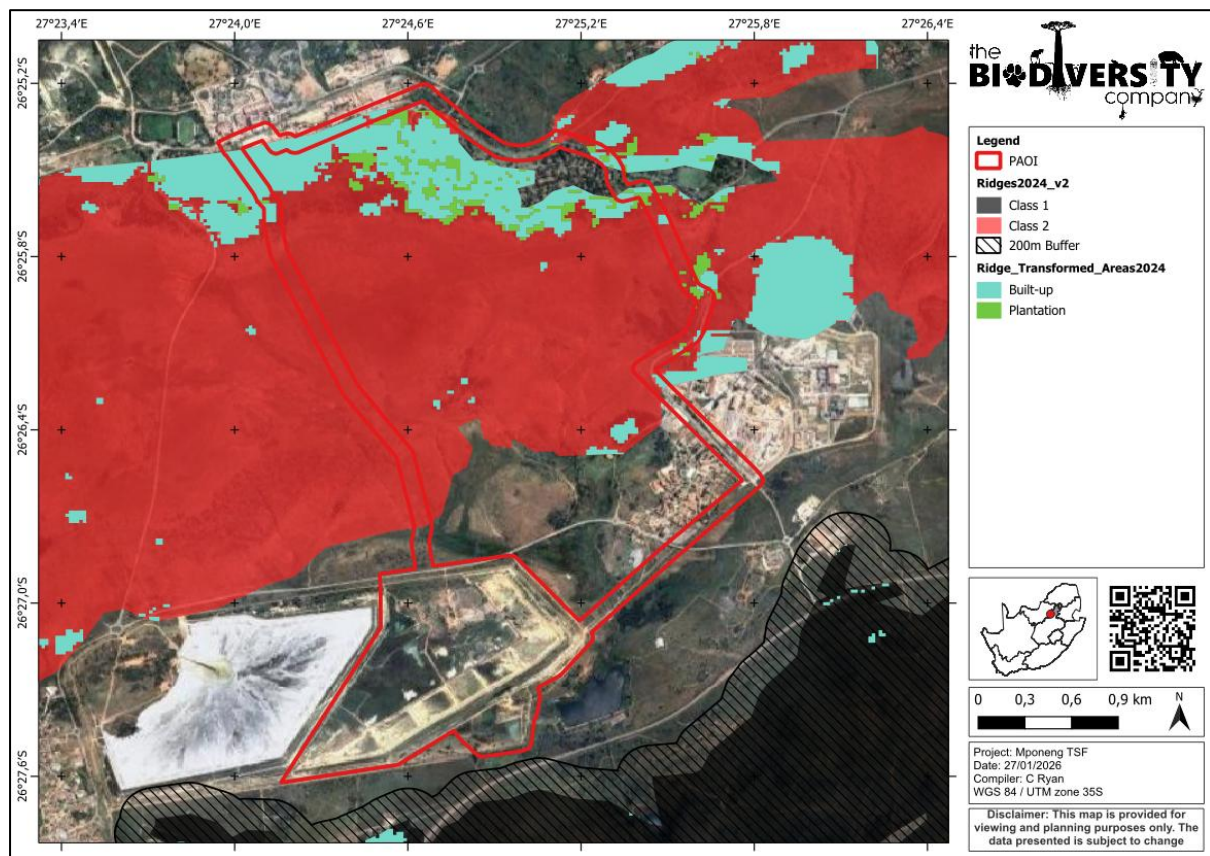 27°23,4'E 27°24,0'E 27°24,6'E 27°25,2'E 27°25,8'E 27°26,4'E
26°25,2'S
26°25,8'S
26°26,4'S
26°27,0'S
26°27,6'S
the
BIODIVERSITY
company
Legend
PAOI
Ridges2024_v2
Class 1
Class 2
200m Buffer
Ridge_Transformed_Areas2024
Built-up
Plantation
0 0,3 0,6 0,9 km
N
Project: Mponeng TSF
Date: 27/01/2026
Compiler: C Ryan
WGS 84 / UTM zone 35S
Disclaimer: This map is provided for
viewing and planning purposes only. The
data presented is subject to change